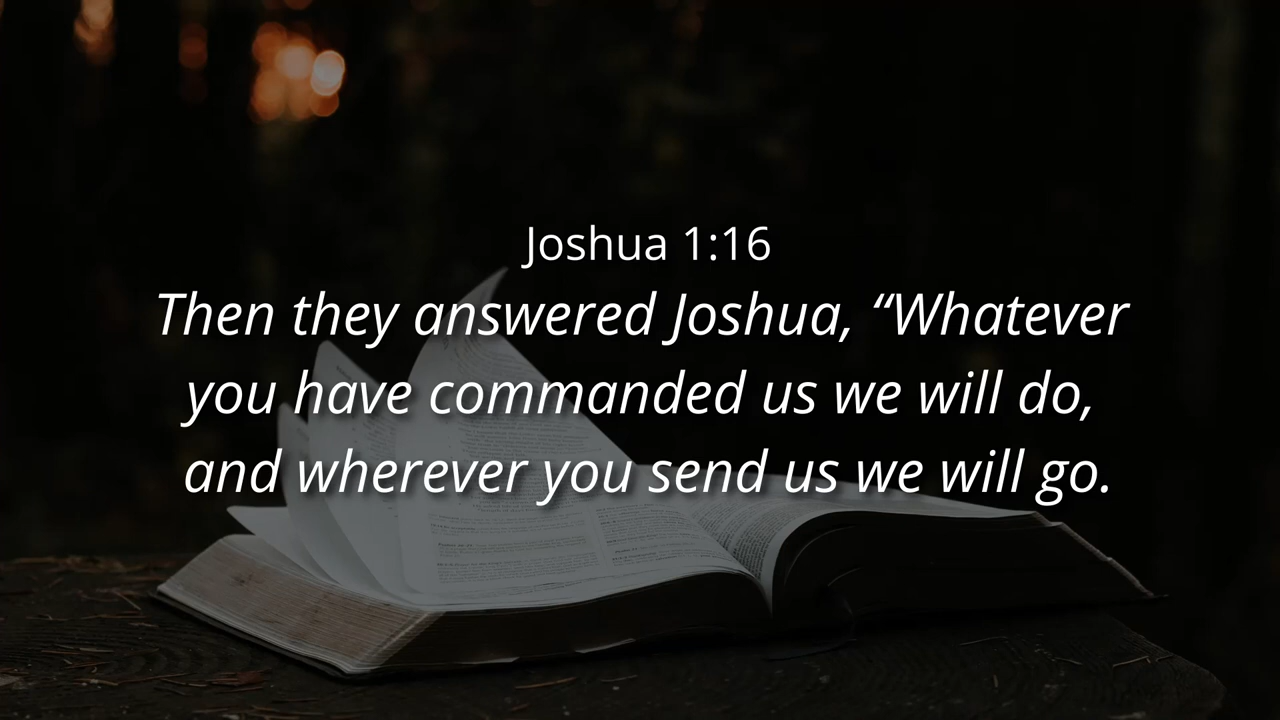 Joshua 1:16
Then they answered Joshua, “Whatever
you have commanded us we will do,
and wherever you send us we will go.